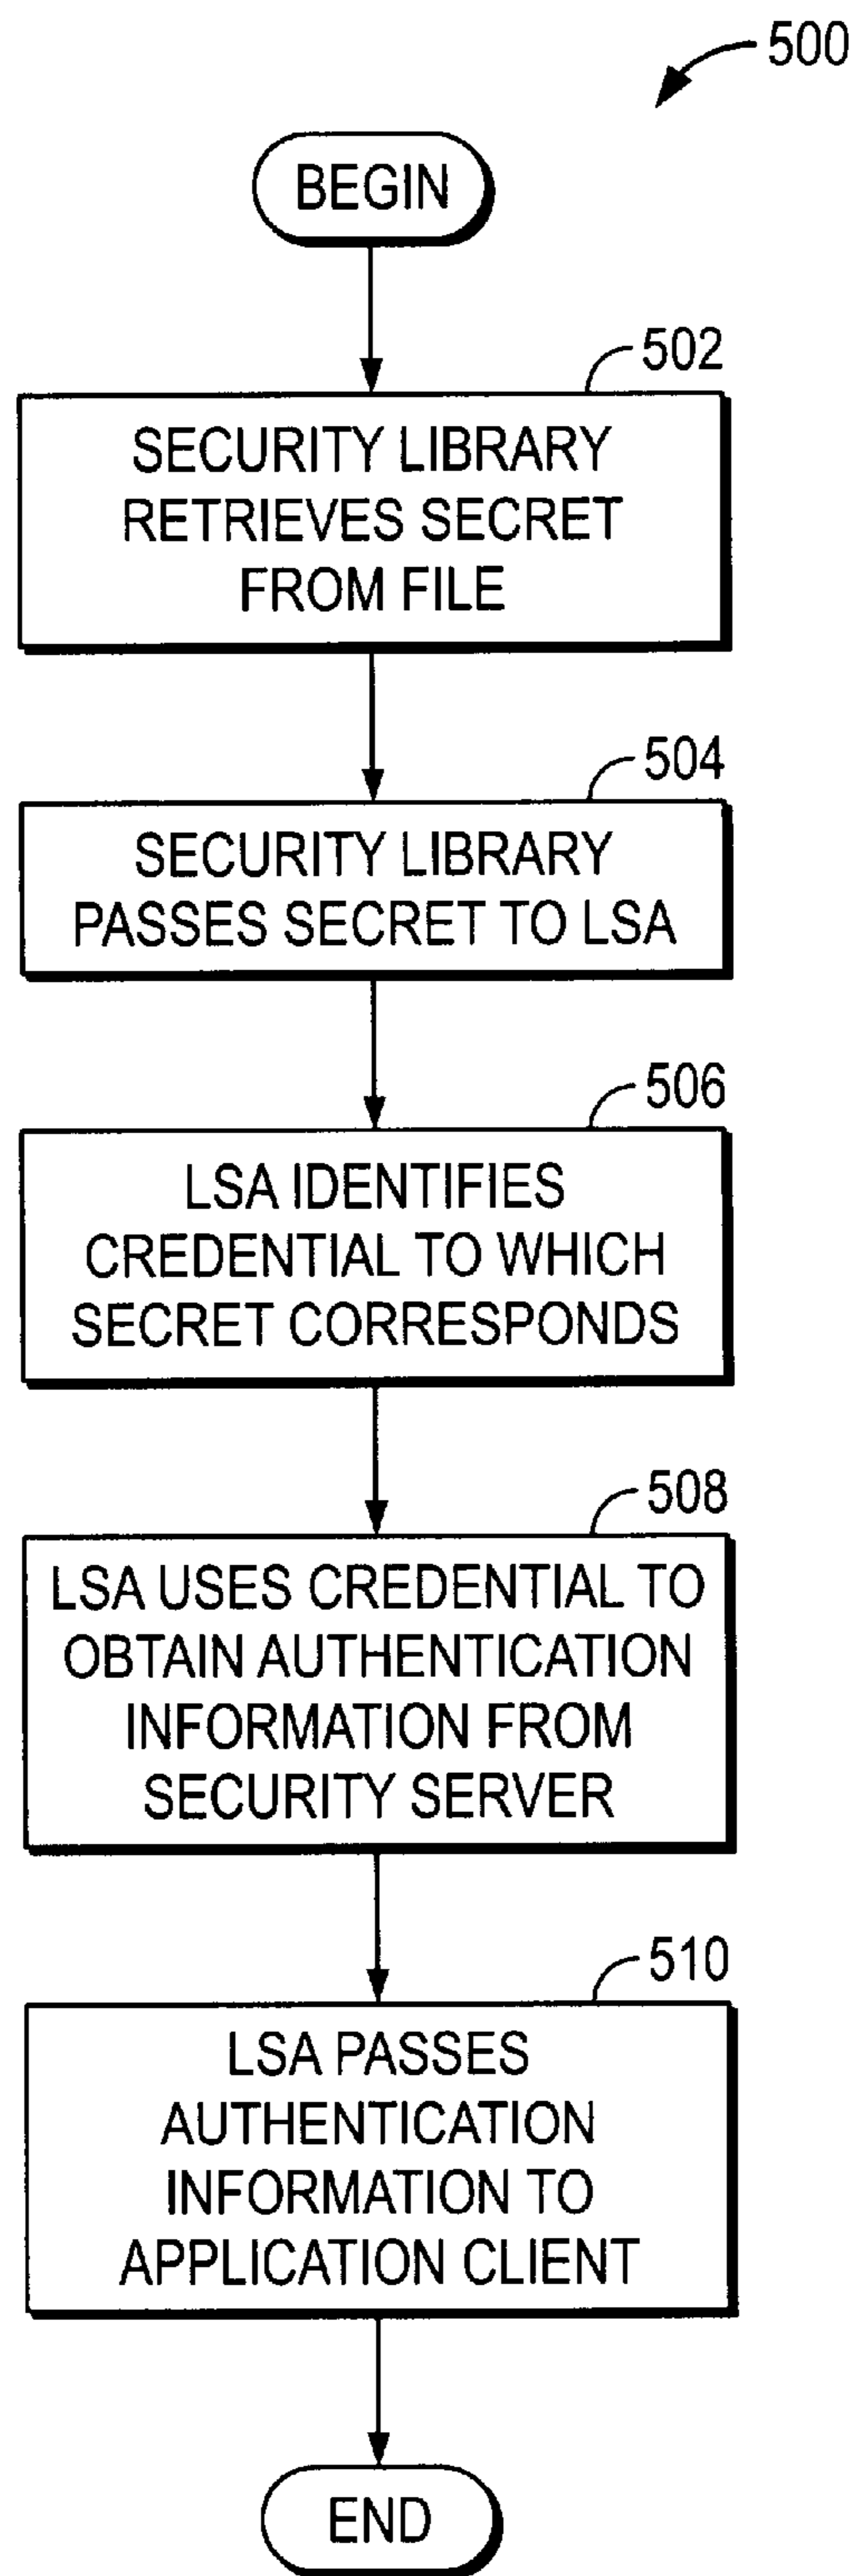 500
BEGIN
502
SECURITY LIBRARY
RETRIEVES SECRET
FROM FILE
504
SECURITY LIBRARY
PASSES SECRET TO LSA
506
LSA IDENTIFIES
CREDENTIAL TO WHICH
SECRET CORRESPONDS
508
LSA USES CREDENTIAL TO
OBTAIN AUTHENTICATION
INFORMATION FROM
SECURITY SERVER
510
LSA PASSES
AUTHENTICATION
INFORMATION TO
APPLICATION CLIENT
END